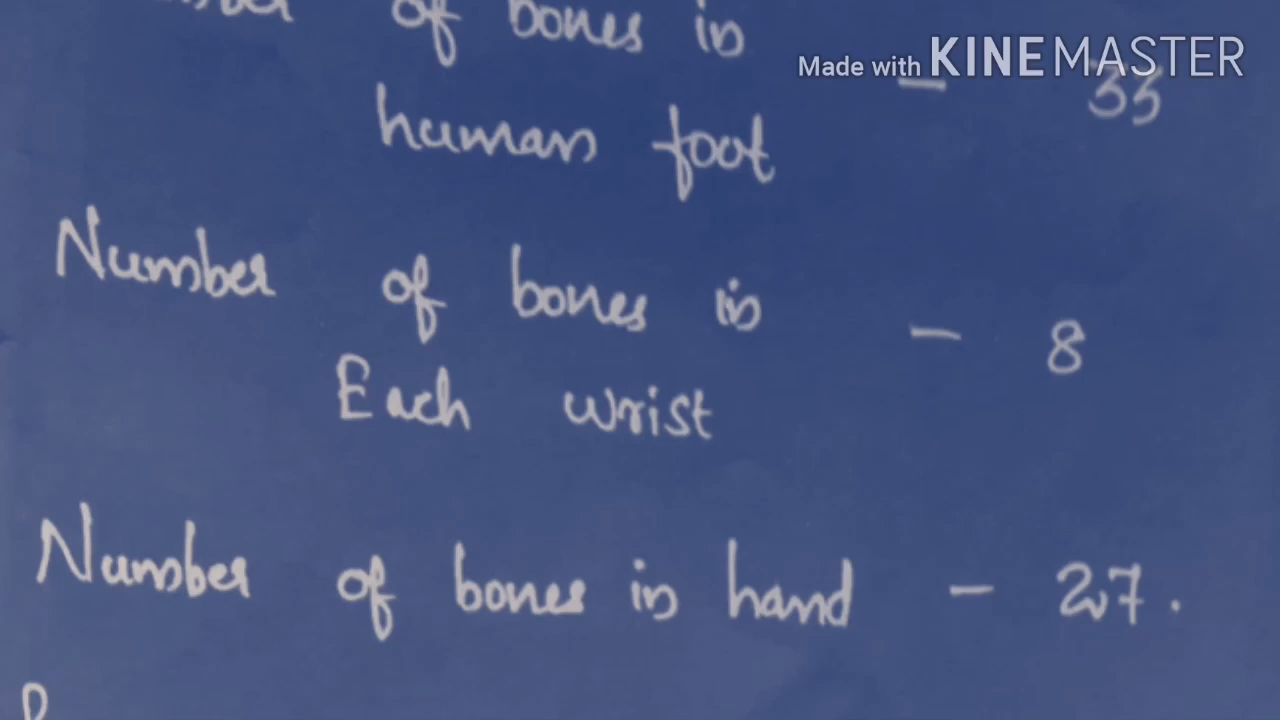 of bones in
Made with KINEMASTER
human foot - 33
Number of bones in
Each wrist - 8
Number of bones in hand - 27.